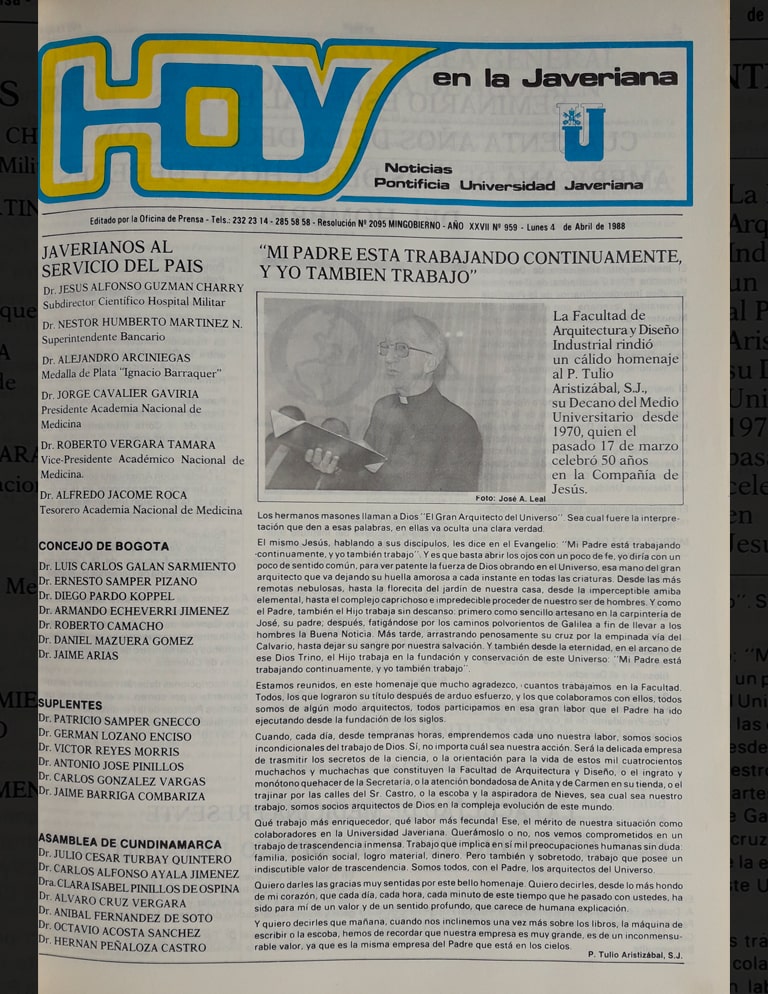 HOY
en la Javeriana
Noticias
Pontificia Universidad Javeriana
Editado por la Oficina de Prensa - Tels.: 232 23 14 - 285 58 58 - Resolución Nº 2095 MINGOBIERNO - AÑO XXVII Nº 959 - Lunes 4 de Abril de 1988
JAVERIANOS AL
SERVICIO DEL PAIS
Dr. JESUS ALFONSO GUZMAN CHARRY
Subdirector Científico Hospital Militar
Dr. NESTOR HUMBERTO MARTINEZ N.
Superintendente Bancario
Dr. ALEJANDRO ARCINIEGAS
Medalla de Plata "Ignacio Barraquer"
Dr. JORGE CAVALIER GAVIRIA
Presidente Academia Nacional de
Medicina
Dr. ROBERTO VERGARA TAMARA
Vice-Presidente Académico Nacional de
Medicina.
Dr. ALFREDO JACOME ROCA
Tesorero Academia Nacional de Medicina
CONCEJO DE BOGOTA
Dr. LUIS CARLOS GALAN SARMIENTO
Dr. ERNESTO SAMPER PIZANO
Dr. DIEGO PARDO KOPPEL
Dr. ARMANDO ECHEVERRI JIMENEZ
Dr. ROBERTO CAMACHO
Dr. DANIEL MAZUERA GOMEZ
Dr. JAIME ARIAS
SUPLENTES
Dr. PATRICIO SAMPER GNECCO
Dr. GERMAN LOZANO ENCISO
Dr. VICTOR REYES MORRIS
Dr. ANTONIO JOSE PINILLOS
Dr. CARLOS GONZALEZ VARGAS
Dr. JAIME BARRIGA COMBARIZA
ASAMBLEA DE CUNDINAMARCA
Dr. JULIO CESAR TURBAY QUINTERO
Dr. CARLOS ALFONSO AYALA JIMENEZ
Dra. CLARA ISABEL PINILLOS DE OSPINA
Dr. ALVARO CRUZ VERGARA
Dr. ANIBAL FERNANDEZ DE SOTO
Dr. OCTAVIO ACOSTA SANCHEZ
Dr. HERNAN PEÑALOZA CASTRO
"MI PADRE ESTA TRABAJANDO CONTINUAMENTE,
Y YO TAMBIEN TRABAJO"
La Facultad de
Arquitectura y Diseño
Industrial rindió
un cálido homenaje
al P. Tulio
Aristizábal, S.J.,
su Decano del Medio
Universitario desde
1970, quien el
pasado 17 de marzo
celebró 50 años
en la Compañía de
Jesús.
Foto: José A. Leal
Los hermanos masones llaman a Dios "El Gran Arquitecto del Universo". Sea cual fuere la interpre-
tación que den a esas palabras, en ellas va oculta una clara verdad.
El mismo Jesús, hablando a sus discípulos, les dice en el Evangelio: "Mi Padre está trabajando
continuamente, y yo también trabajo". Y es que basta abrir los ojos con un poco de fe, yo diría con un
poco de sentido común, para ver patente la fuerza de Dios obrando en el Universo, esa mano del gran
arquitecto que va dejando su huella amorosa a cada instante en todas las criaturas. Desde las más
remotas nebulosas, hasta la florecita del jardín de nuestra casa, desde la imperceptible amiba
elemental, hasta el complejo caprichoso e impredecible proceder de nuestro ser de hombres. Y como
el Padre, también el Hijo trabaja sin descanso: primero como sencillo artesano en la carpintería de
José, su padre; después, fatigándose por los caminos polvorientos de Galilea a fin de llevar a los
hombres la Buena Noticia. Más tarde, arrastrando penosamente su cruz por la empinada vía del
Calvario, hasta dejar su sangre por nuestra salvación. Y también desde la eternidad, en el arcano de
ese Dios Trino, el Hijo trabaja en la fundación y conservación de este Universo: "Mi Padre está
trabajando continuamente, y yo también trabajo".
Estamos reunidos, en este homenaje que mucho agradezco, cuantos trabajamos en la Facultad.
Todos, los que lograron su título después de arduo esfuerzo, y los que colaboramos con ellos, todos
somos de algún modo arquitectos, todos participamos en esa gran labor que el Padre ha ido
ejecutando desde la fundación de los siglos.
Cuando, cada día, desde tempranas horas, emprendemos cada uno nuestra labor, somos socios
incondicionales del trabajo de Dios. Sí, no importa cuál sea nuestra acción. Será la delicada empresa
de trasmitir los secretos de la ciencia, o la orientación para la vida de estos mil cuatrocientos
muchachos y muchachas que constituyen la Facultad de Arquitectura y Diseño, o el ingrato y
monótono quehacer de la Secretaría, o la atención bondadosa de Anita y de Carmen en su tienda, o el
trajinar por las calles del Sr. Castro, o la escoba y la aspiradora de Nieves, sea cual sea nuestro
trabajo, somos socios arquitectos de Dios en la compleja evolución de este mundo.
Qué trabajo más enriquecedor, qué labor más fecunda! Ese, el mérito de nuestra situación como
colaboradores en la Universidad Javeriana. Querámoslo o no, nos vemos comprometidos en un
trabajo de trascendencia inmensa. Trabajo que implica en sí mil preocupaciones humanas sin duda:
familia, posición social, logro material, dinero. Pero también y sobretodo, trabajo que posee un
indiscutible valor de trascendencia. Somos todos, con el Padre, los arquitectos del Universo.
Quiero darles las gracias muy sentidas por este bello homenaje. Quiero decirles, desde lo más hondo
de mi corazón, que cada día, cada hora, cada minuto de este tiempo que he pasado con ustedes, ha
sido para mí de un valor y de un sentido profundo, que carece de humana explicación.
Y quiero decirles que mañana, cuando nos inclinemos una vez más sobre los libros, la máquina de
escribir o la escoba, hemos de recordar que nuestra empresa es muy grande, es de un inconmensu-
rable valor, ya que es la misma empresa del Padre que está en los cielos.
P. Tulio Aristizábal, S.J.